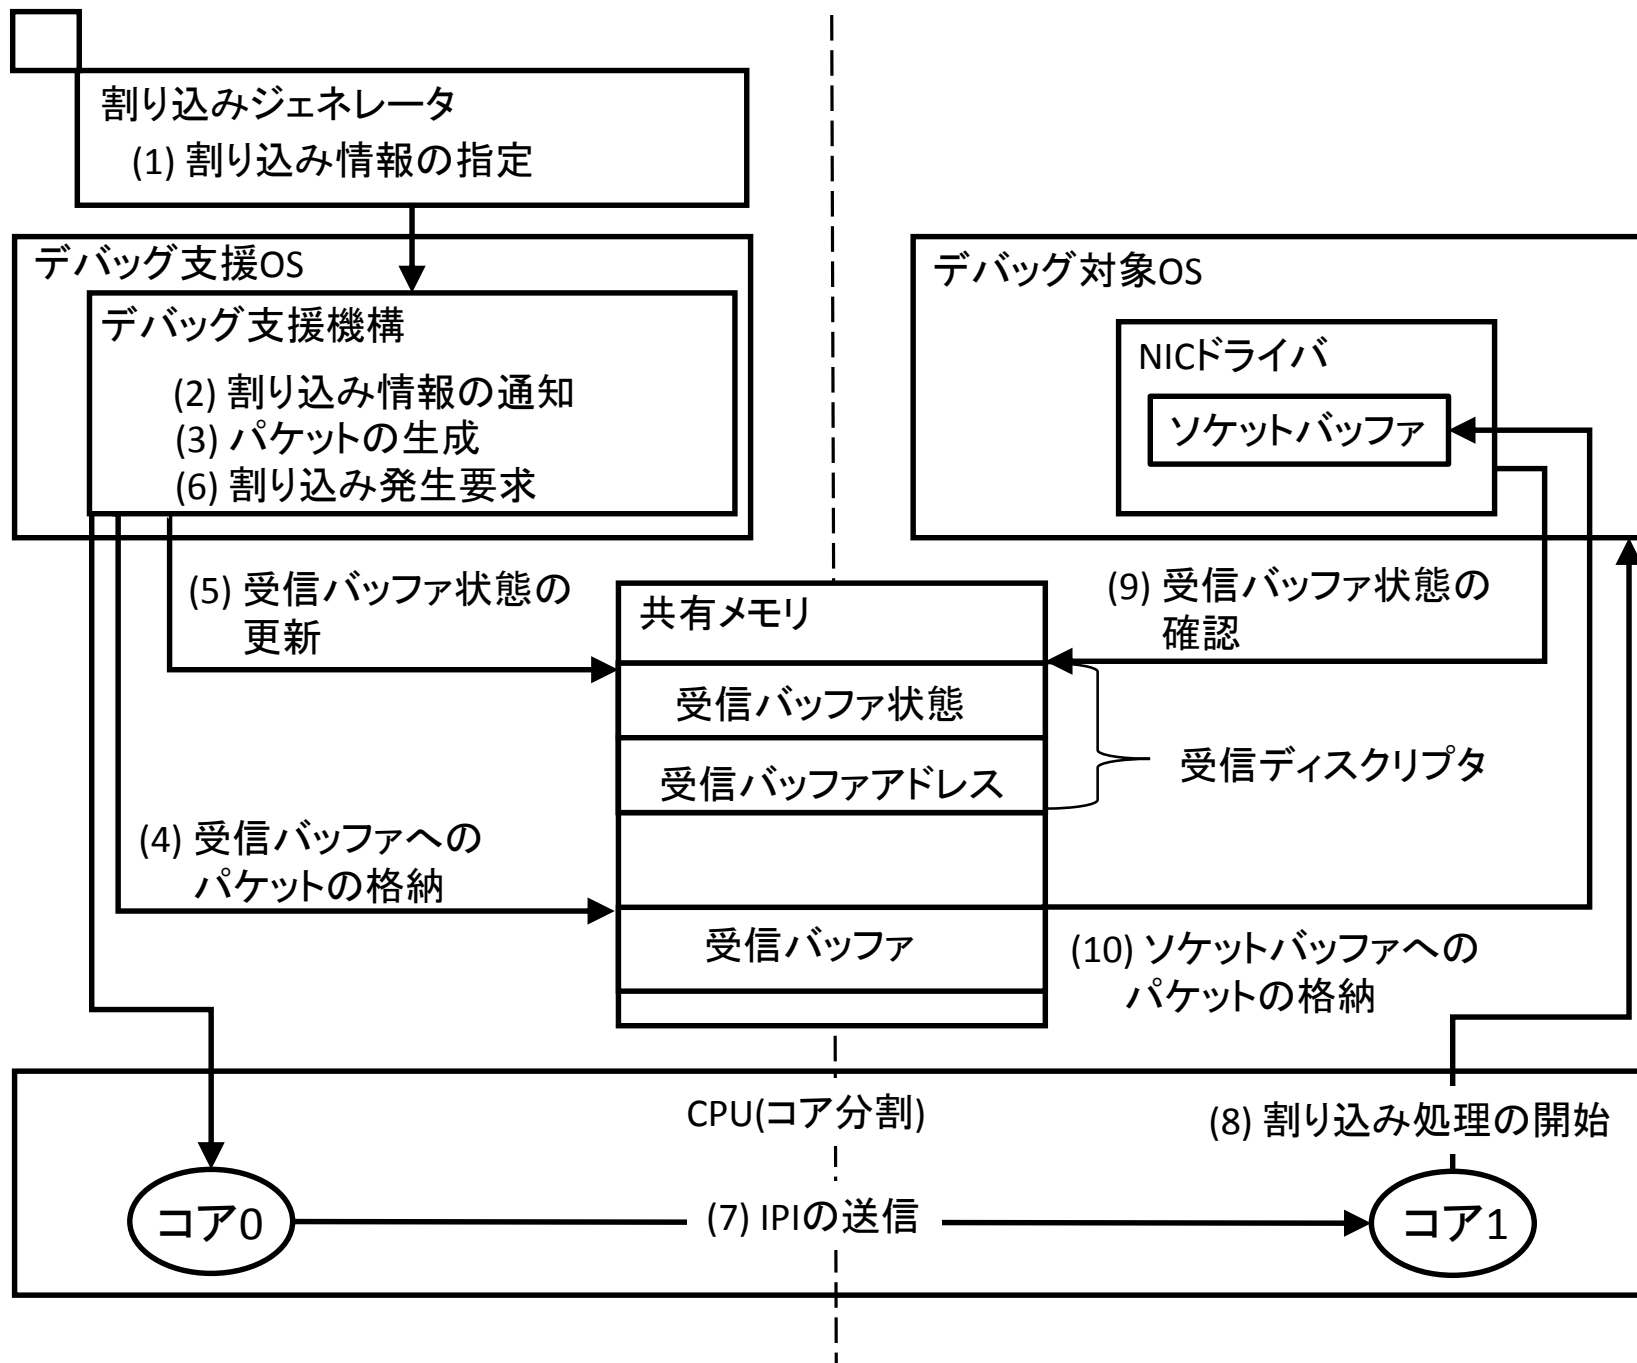 割り込みジェネレータ
(1) 割り込み情報の指定
デバッグ支援OS
デバッグ支援機構
(2) 割り込み情報の通知
(3) パケットの生成
(6) 割り込み発生要求
デバッグ対象OS
NICドライバ
ソケットバッファ
(5) 受信バッファ状態の
更新
共有メモリ
(9) 受信バッファ状態の
確認
受信バッファ状態
受信バッファアドレス
受信ディスクリプタ
(4) 受信バッファへの
パケットの格納
受信バッファ
(10) ソケットバッファへの
パケットの格納
CPU(コア分割)
(8) 割り込み処理の開始
コア0
(7) IPIの送信
コア1